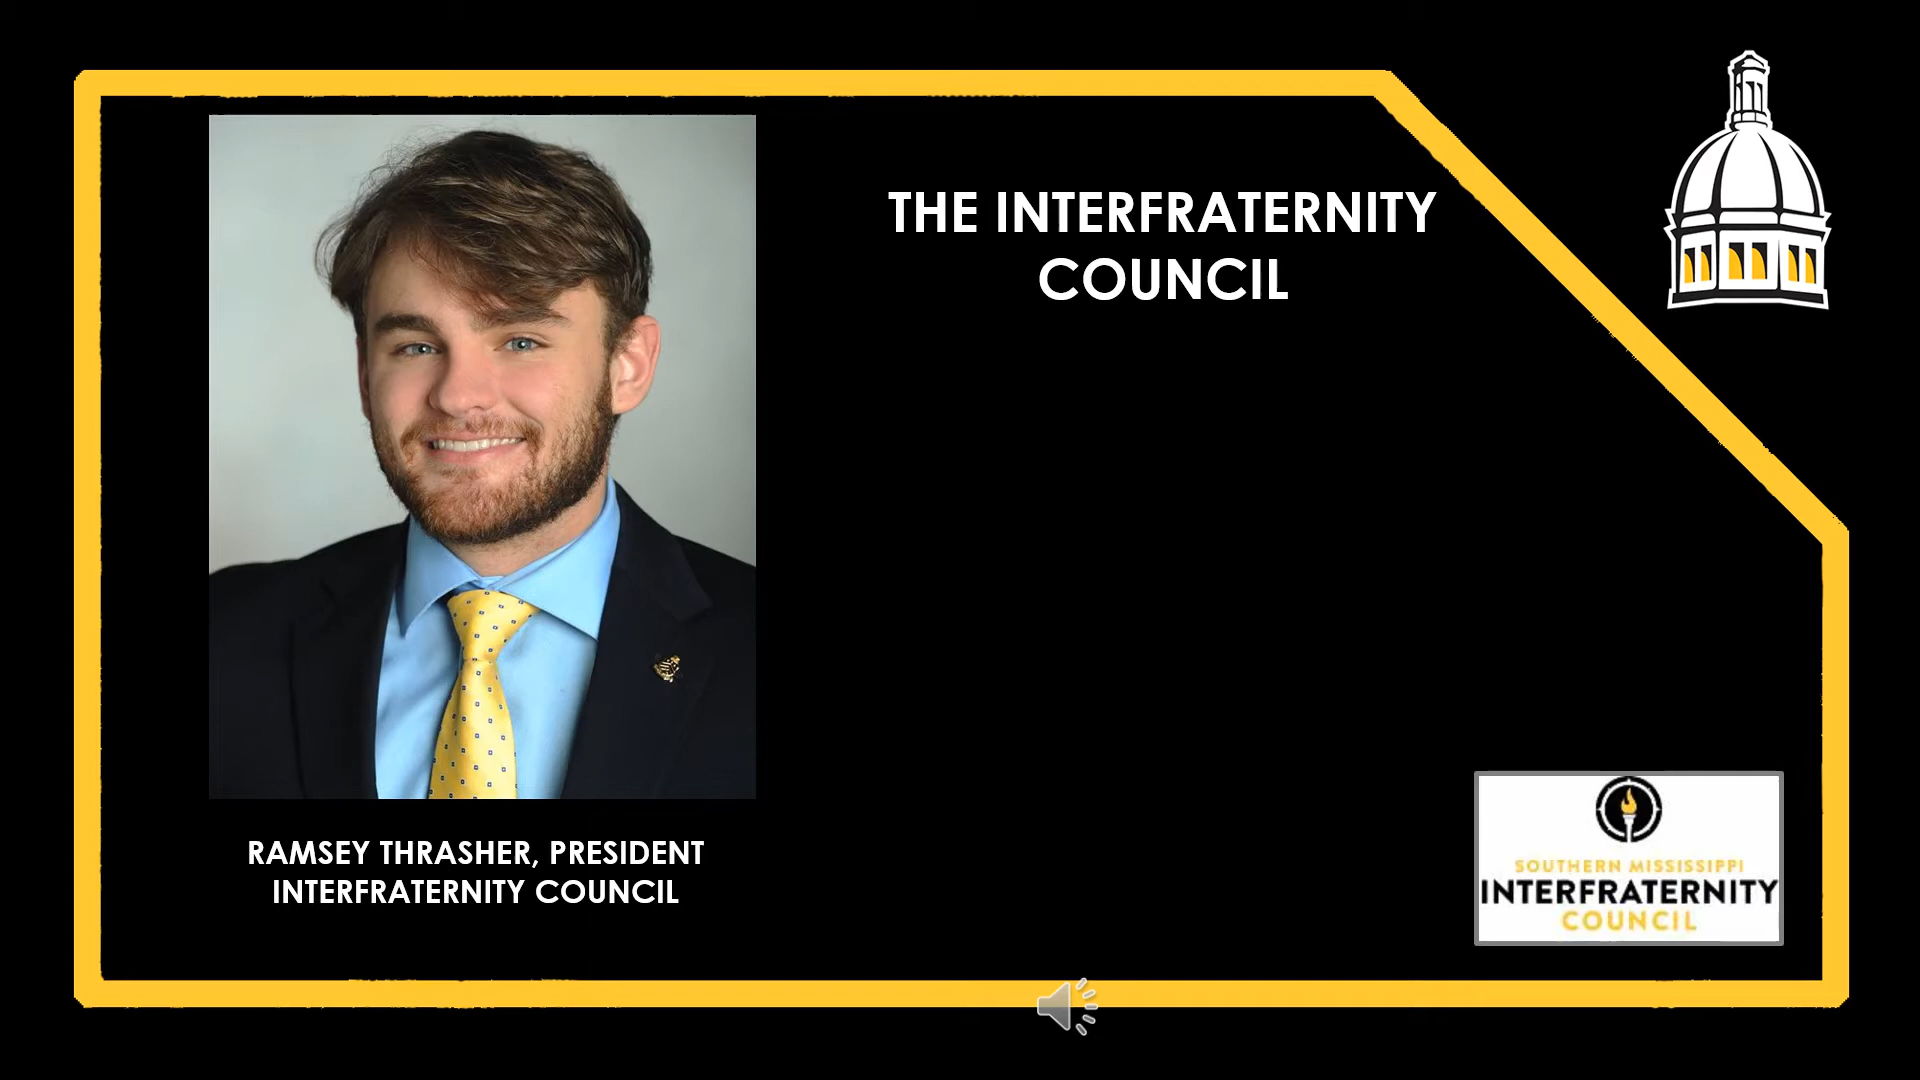 THE INTERFRATERNITY
COUNCIL
RAMSEY THRASHER, PRESIDENT
INTERFRATERNITY COUNCIL
SOUTHERN MISSISSIPPI
INTERFRATERNITY
COUNCIL